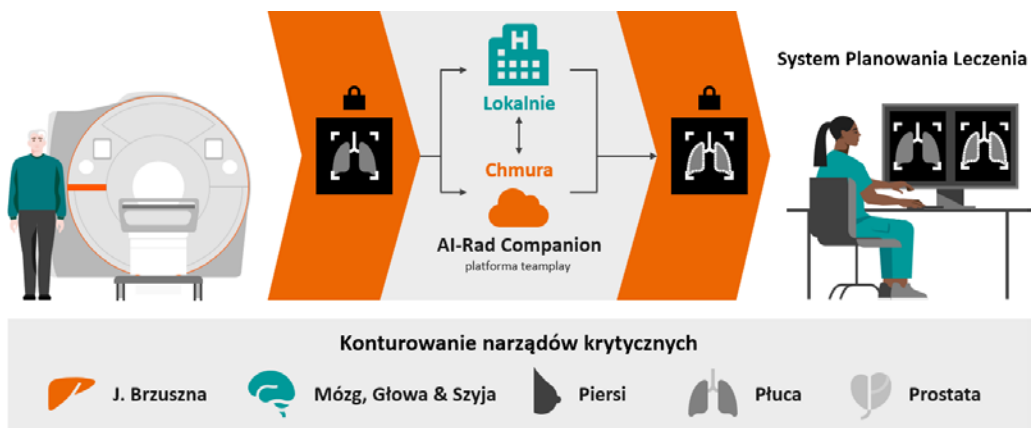 System Planowania Leczenia
H
Lokalnie
Chmura
AI-Rad Companion
platforma teamplay
Konturowanie narządów krytycznych
J. Brzuszna
Mózg, Głowa & Szyja
Piersi
Płuca
Prostata